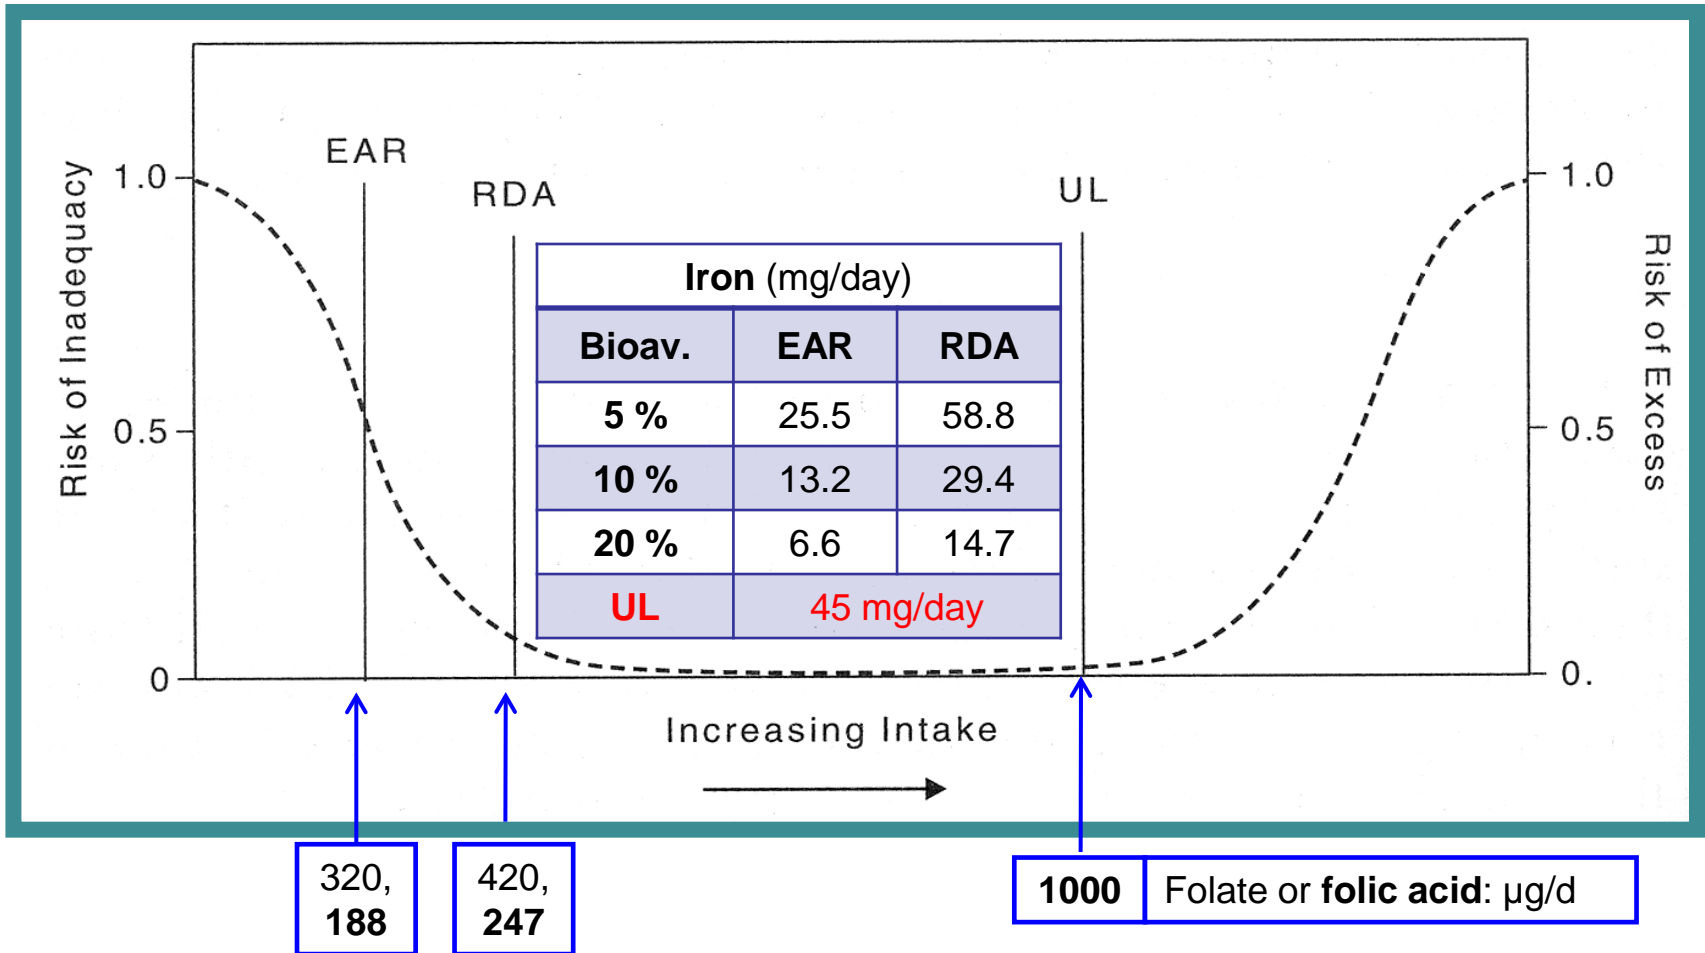 EAR
RDA
UL
1.0
0.5
0
Risk of Inadequacy
Iron (mg/day)
Bioav. EAR RDA
5 % 25.5 58.8
10 % 13.2 29.4
20 % 6.6 14.7
UL 45 mg/day
1.0
0.5
0.
Risk of Excess
Increasing Intake
320,
188
420,
247
1000 Folate or folic acid: µg/d